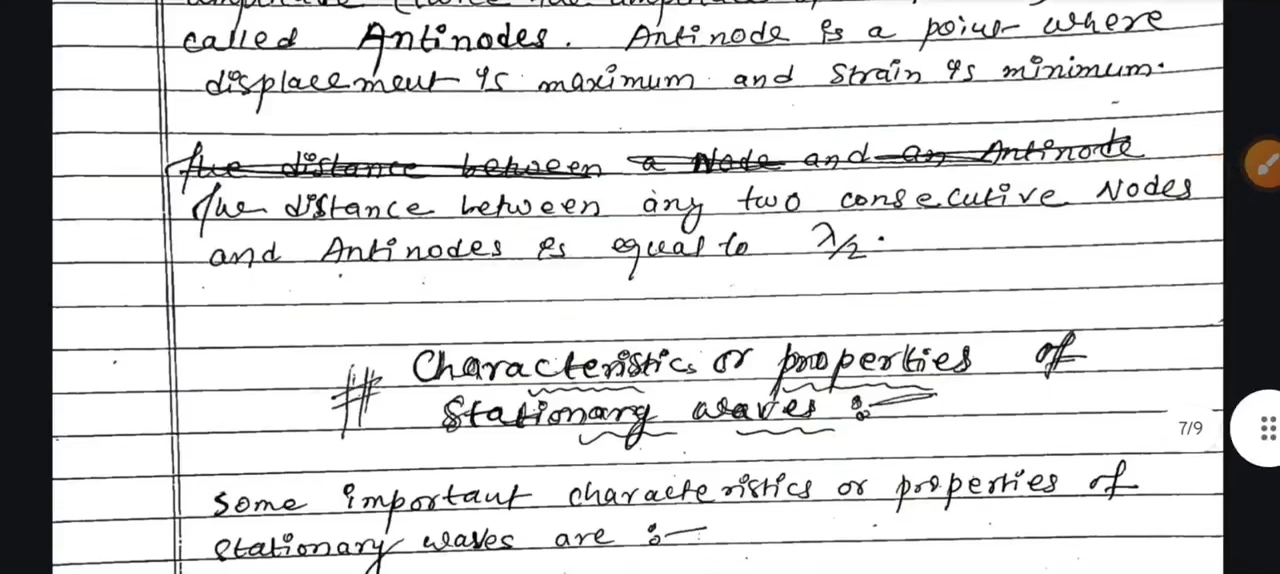 called Antinodes. Antinode is a point where
displacement is maximum and strain is minimum.
The distance between a Node and an Antinode
The distance between any two consecutive Nodes
and Antinodes is equal to λ/2.
# Characteristics or properties of
stationary waves :-
7/9
Some important characteristics or properties of
stationary waves are :-